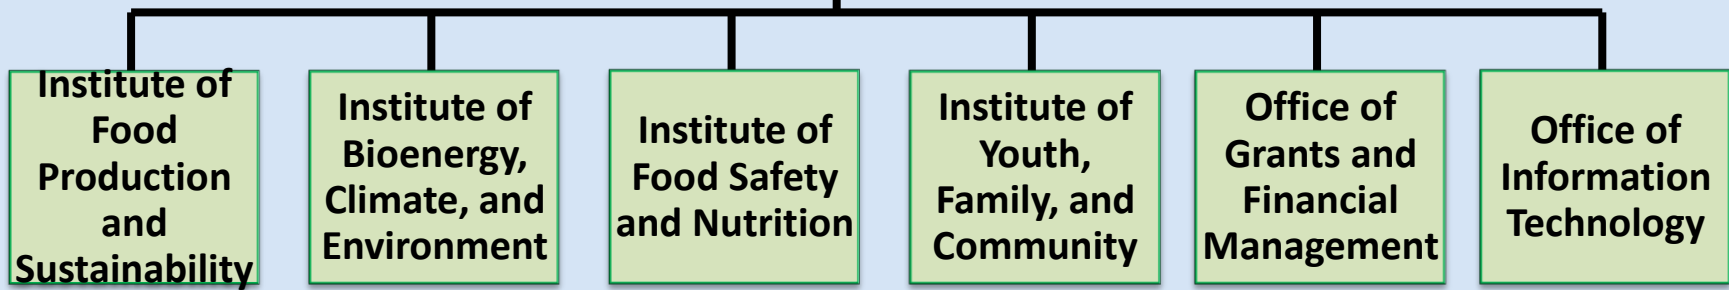 Institute of
Food
Production
and
Sustainability
Institute of
Bioenergy,
Climate, and
Environment
Institute of
Food Safety
and Nutrition
Institute of
Youth,
Family, and
Community
Office of
Grants and
Financial
Management
Office of
Information
Technology